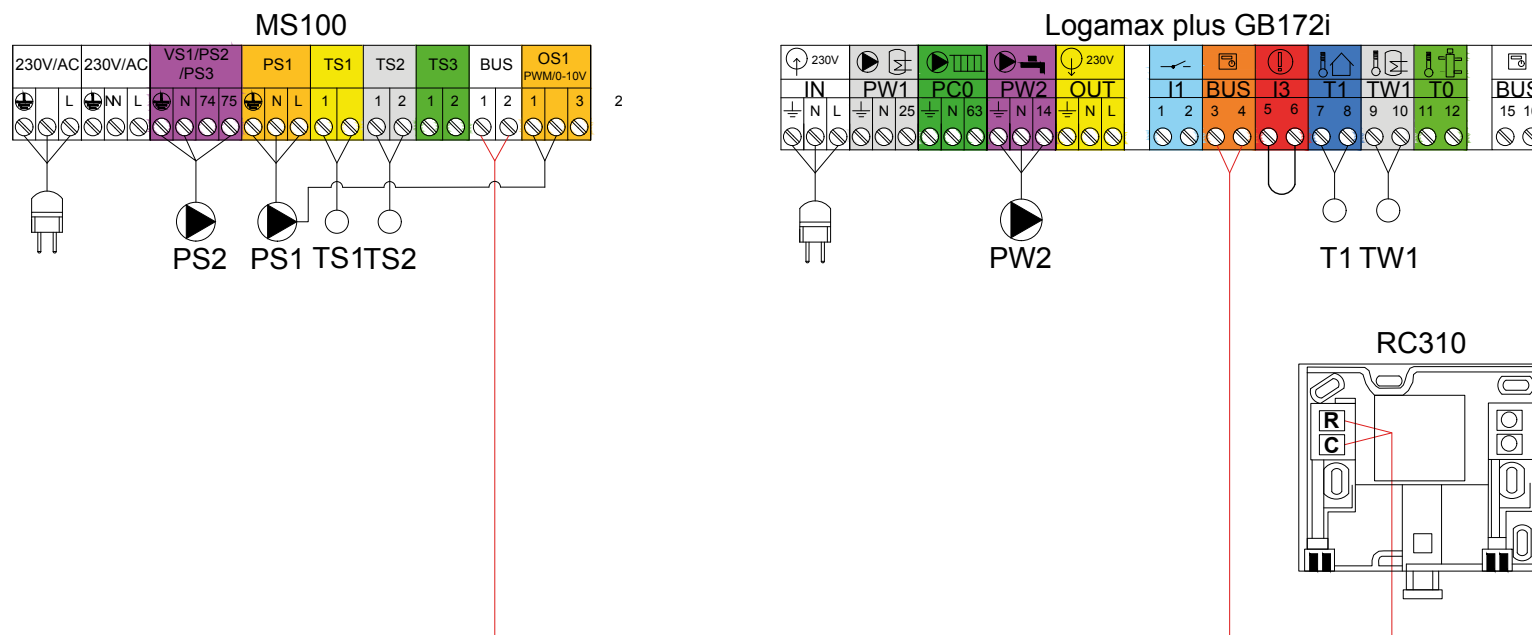 MS100
230V/AC 230V/AC VS1/PS2 /PS3 PS1 TS1 TS2 TS3 BUS OS1 PWM/0-10V
L NN L N 74 75 N L 1 1 2 1 2 1 2 1 3 2
PS2 PS1 TS1 TS2
Logamax plus GB172i
230V 230V
IN PW1 PC0 PW2 OUT I1 BUS I3 T1 TW1 T0 BUS
N L N 25 N 63 N 14 N L 1 2 3 4 5 6 7 8 9 10 11 12 15
PW2 T1 TW1
RC310
R
C